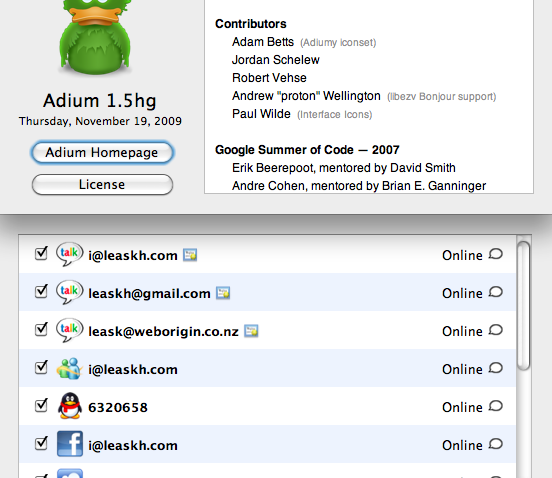 Contributors
Adam Betts (Adiumy iconset)
Jordan Schelew
Robert Vehse
Andrew "proton" Wellington (libezv Bonjour support)
Paul Wilde (Interface Icons)
Google Summer of Code — 2007
Erik Beerepoot, mentored by David Smith
Andre Cohen, mentored by Brian E. Ganninger
Adium 1.5hg
Thursday, November 19, 2009
Adium Homepage
License
talk i@leaskh.com Online
talk leaskh@gmail.com Online
talk leask@weborigin.co.nz Online
i@leaskh.com Online
6320658 Online
f i@leaskh.com Online